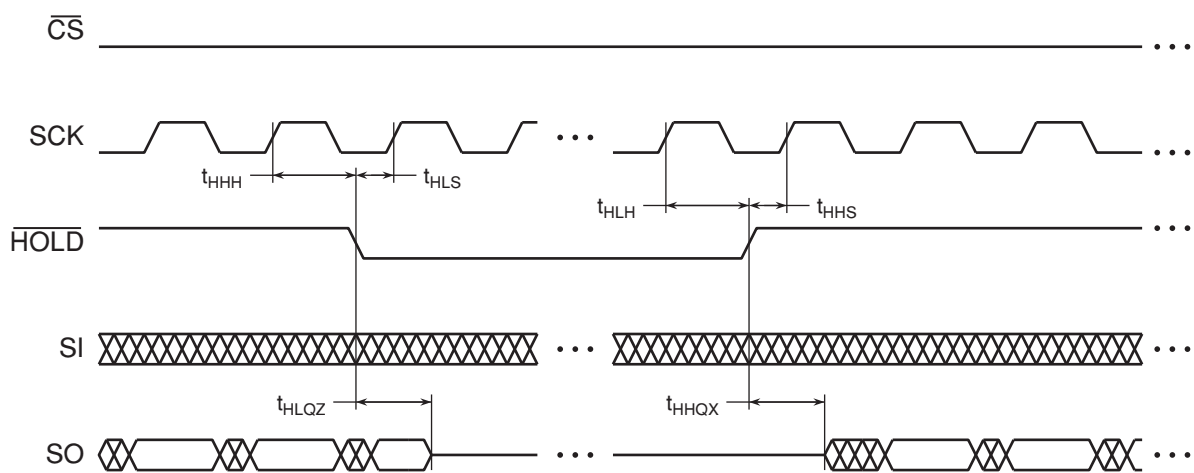 CS
SCK
tHHH
tHLS
tHLH
tHHS
HOLD
SI
tHLQZ
tHHQX
SO